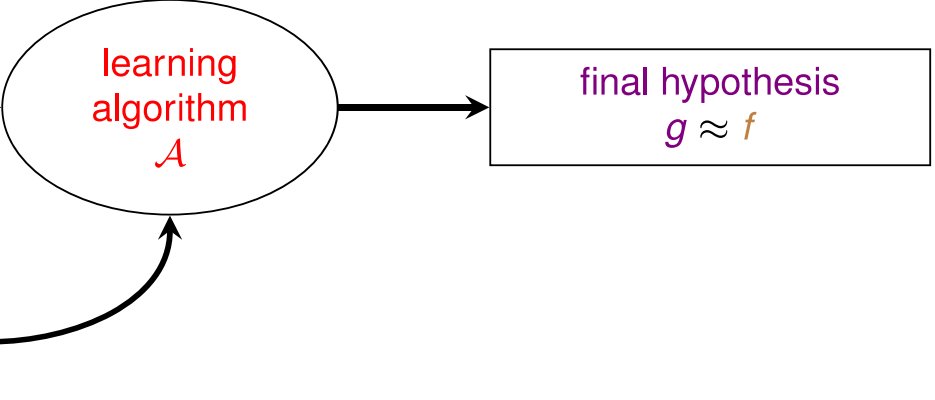 learning
algorithm
𝒜
final hypothesis
g ≈ f